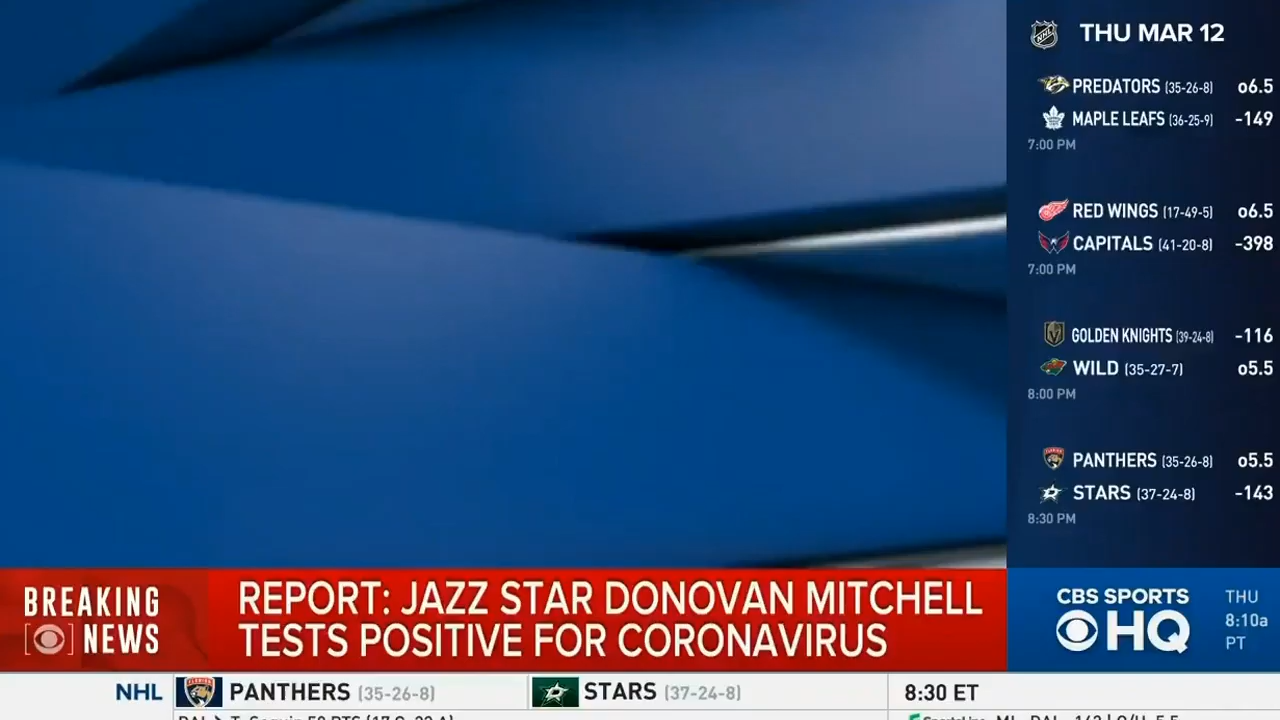 NHL THU MAR 12
PREDATORS (35-26-8) o6.5
MAPLE LEAFS (36-25-9) -149
7:00 PM
RED WINGS (17-49-5) o6.5
CAPITALS (41-20-8) -398
7:00 PM
GOLDEN KNIGHTS (39-24-8) -116
WILD (35-27-7) o5.5
8:00 PM
PANTHERS (35-26-8) o5.5
STARS (37-24-8) -143
8:30 PM
BREAKING
NEWS
REPORT: JAZZ STAR DONOVAN MITCHELL
TESTS POSITIVE FOR CORONAVIRUS
CBS SPORTS
HQ
THU
8:10a
PT
NHL PANTHERS (35-26-8) STARS (37-24-8) 8:30 ET